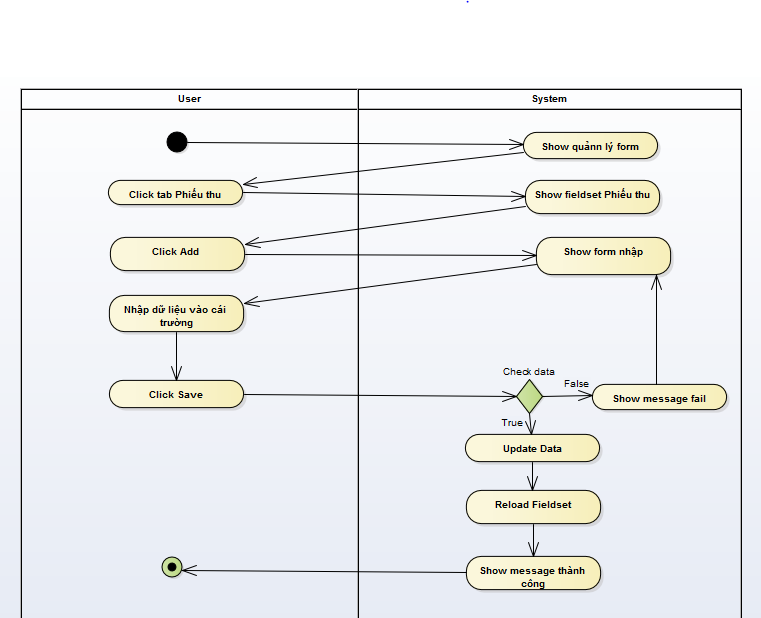 User
System
Show quảnn lý form
Click tab Phiếu thu
Show fieldset Phiếu thu
Click Add
Show form nhập
Nhập dữ liệu vào cái
trường
Check data
False
Click Save
Show message fail
True
Update Data
Reload Fieldset
Show message thành
công